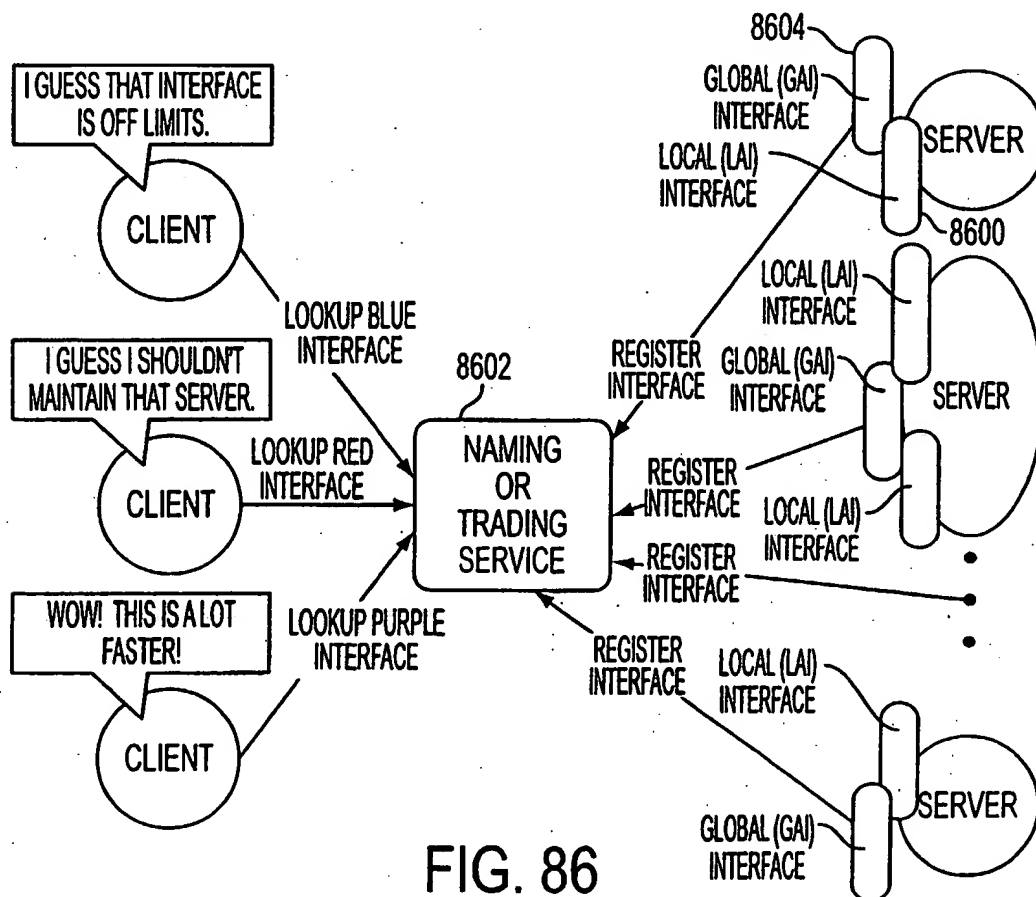 8604
I GUESS THAT INTERFACE
IS OFF LIMITS.
GLOBAL (GAI)
INTERFACE
SERVER
CLIENT
LOCAL (LAI)
INTERFACE
8600
LOOKUP BLUE
INTERFACE
LOCAL (LAI)
INTERFACE
I GUESS I SHOULDN'T
MAINTAIN THAT SERVER.
8602
REGISTER
INTERFACE
GLOBAL (GAI)
INTERFACE
SERVER
CLIENT
LOOKUP RED
INTERFACE
NAMING
OR
TRADING
SERVICE
REGISTER
INTERFACE
LOCAL (LAI)
INTERFACE
REGISTER
INTERFACE
WOW! THIS IS A LOT
FASTER!
LOOKUP PURPLE
INTERFACE
REGISTER
INTERFACE
LOCAL (LAI)
INTERFACE
CLIENT
SERVER
GLOBAL (GAI)
INTERFACE
FIG. 86